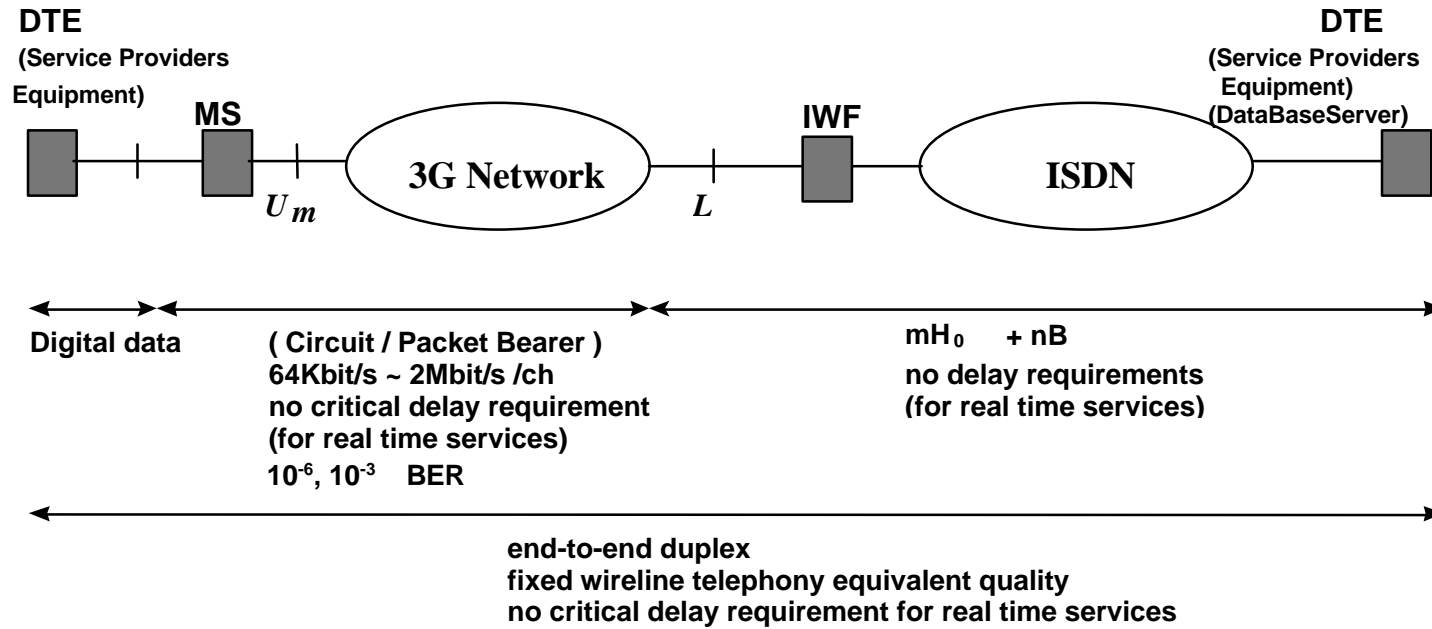 DTE
(Service Providers
Equipment)
MS
U m
3G Network
L
IWF
ISDN
DTE
(Service Providers
Equipment)
(DataBaseServer)
Digital data
( Circuit / Packet Bearer )
64Kbit/s ~ 2Mbit/s /ch
no critical delay requirement
(for real time services)
10-6, 10-3 BER
mH0 + nB
no delay requirements
(for real time services)
end-to-end duplex
fixed wireline telephony equivalent quality
no critical delay requirement for real time services